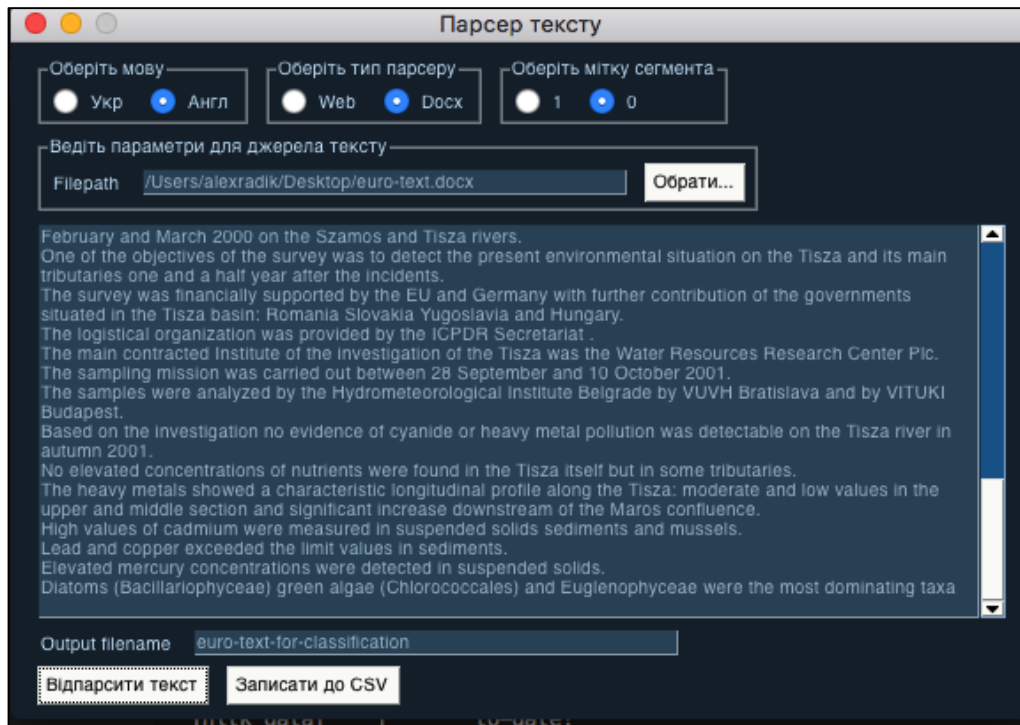 Парсер тексту
Оберіть мову Оберіть тип парсеру Оберіть мітку сегмента
Укр Англ Web Docx 1 0
Ведіть параметри для джерела тексту
Filepath /Users/alexradik/Desktop/euro-text.docx Обрати...
February and March 2000 on the Szamos and Tisza rivers.
One of the objectives of the survey was to detect the present environmental situation on the Tisza and its main
tributaries one and a half year after the incidents.
The survey was financially supported by the EU and Germany with further contribution of the governments
situated in the Tisza basin: Romania Slovakia Yugoslavia and Hungary.
The logistical organization was provided by the ICPDR Secretariat .
The main contracted Institute of the investigation of the Tisza was the Water Resources Research Center Plc.
The sampling mission was carried out between 28 September and 10 October 2001.
The samples were analyzed by the Hydrometeorological Institute Belgrade by VUVH Bratislava and by VITUKI
Budapest.
Based on the investigation no evidence of cyanide or heavy metal pollution was detectable on the Tisza river in
autumn 2001.
No elevated concentrations of nutrients were found in the Tisza itself but in some tributaries.
The heavy metals showed a characteristic longitudinal profile along the Tisza: moderate and low values in the
upper and middle section and significant increase downstream of the Maros confluence.
High values of cadmium were measured in suspended solids sediments and mussels.
Lead and copper exceeded the limit values in sediments.
Elevated mercury concentrations were detected in suspended solids.
Diatoms (Bacillariophyceae) green algae (Chlorococcales) and Euglenophyceae were the most dominating taxa
Output filename euro-text-for-classification
Відпарсити текст Записати до CSV